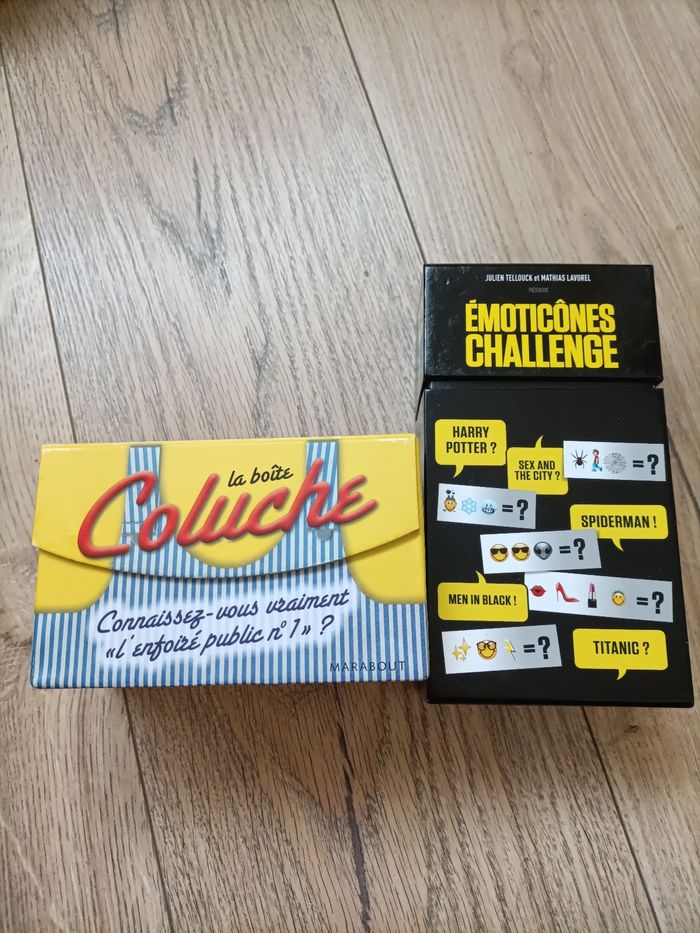 la boîte
Coluche
Connaissez-vous vraiment
«l'enfoiré public n°1» ?
MARABOUT
JULIEN TELLOUCK et MATHIAS LAVOREL
PRÉSENTENT
ÉMOTICÔNES
CHALLENGE
HARRY
POTTER ?
SEX AND
THE CITY ?
= ?
= ?
SPIDERMAN !
= ?
MEN IN BLACK !
= ?
= ?
TITANIC ?